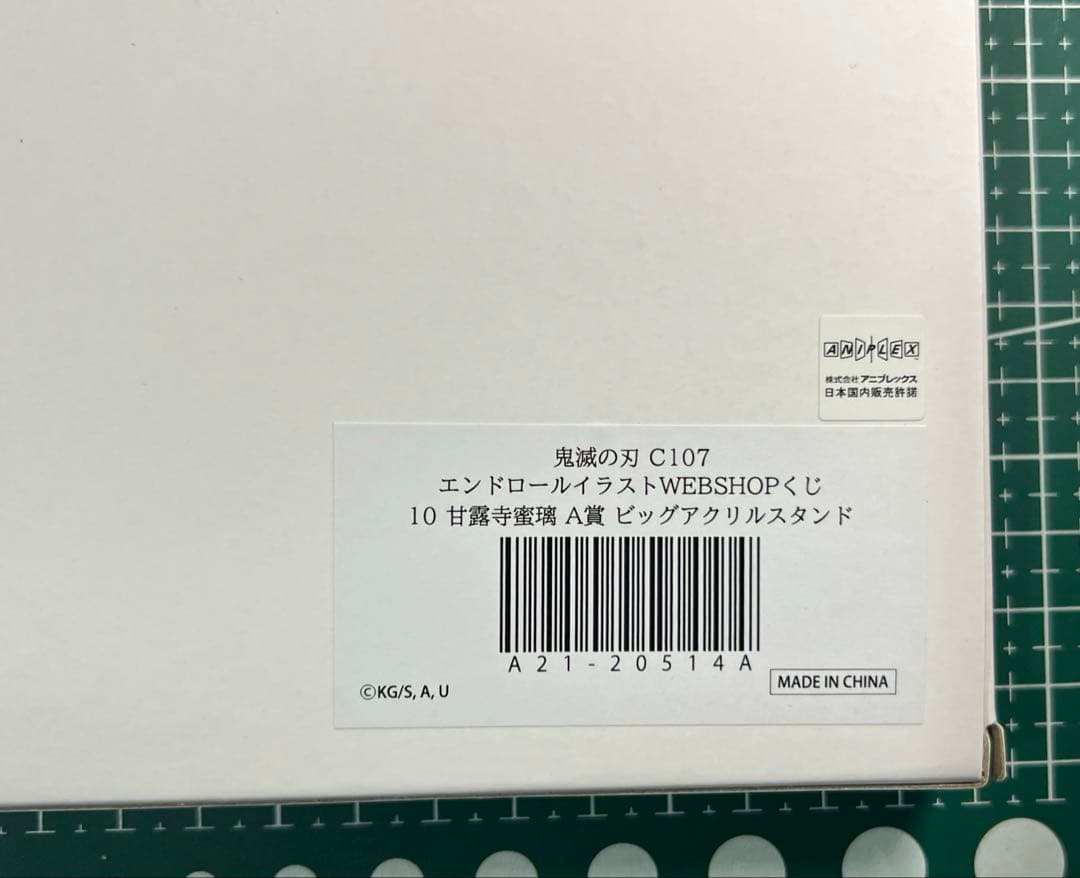 ANIPLEX
株式会社アニプレックス
日本国内販売許諾
鬼滅の刃 C107
エンドロールイラストWEBSHOPくじ
10 甘露寺蜜璃 A賞 ビッグアクリルスタンド
A21-20514A
©KG/S, A, U
MADE IN CHINA